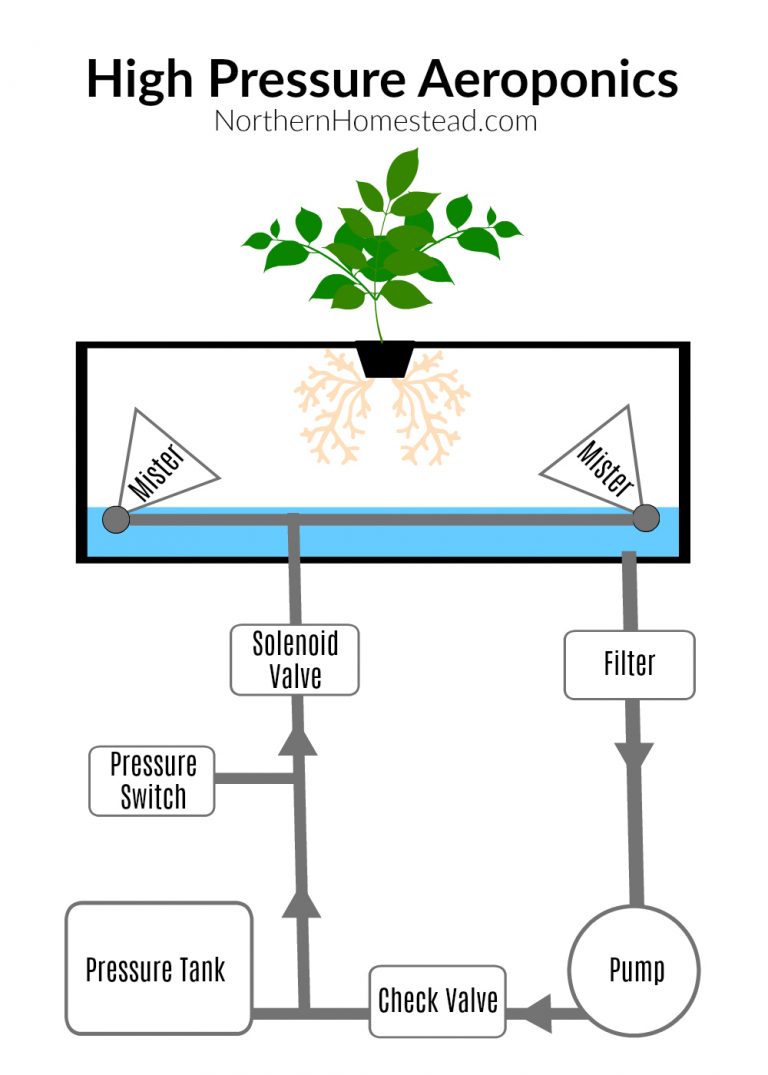 High Pressure Aeroponics
NorthernHomestead.com
Mister
Mister
Solenoid
Valve
Filter
Pressure
Switch
Pressure Tank
Check Valve
Pump